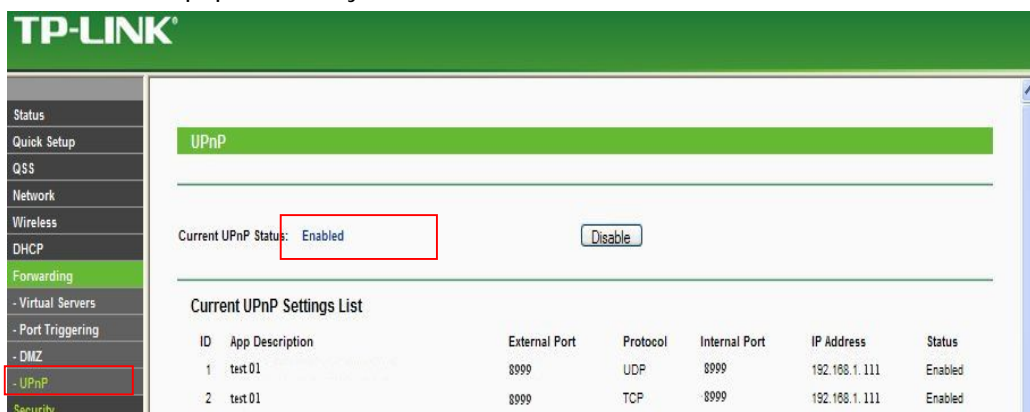 TP-LINK®
Status
Quick Setup
QSS
Network
Wireless
DHCP
Forwarding
- Virtual Servers
- Port Triggering
- DMZ
- UPnP
Security
UPnP
Current UPnP Status: Enabled Disable
Current UPnP Settings List
ID App Description External Port Protocol Internal Port IP Address Status
1 test 01 8999 UDP 8999 192.168.1.111 Enabled
2 test 01 8999 TCP 8999 192.168.1.111 Enabled